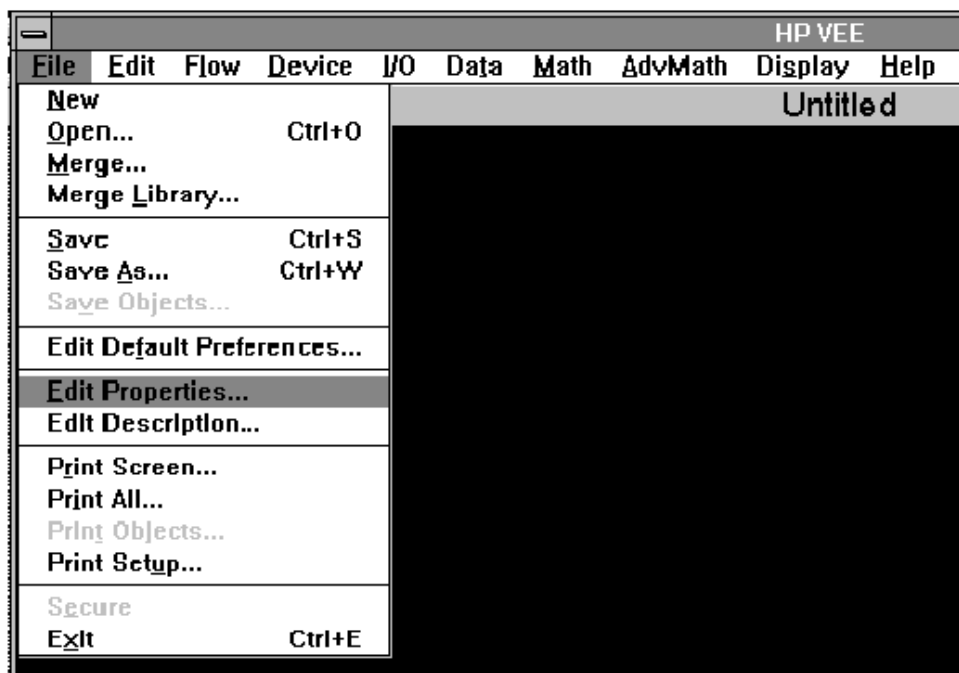 HP VEE
File Edit Flow Device I/O Data Math AdvMath Display Help
Untitled
New
Open... Ctrl+O
Merge...
Merge Library...
Save Ctrl+S
Save As... Ctrl+W
Save Objects...
Edit Default Preferences...
Edit Properties...
Edit Description...
Print Screen...
Print All...
Print Objects...
Print Setup...
Secure
Exit Ctrl+E